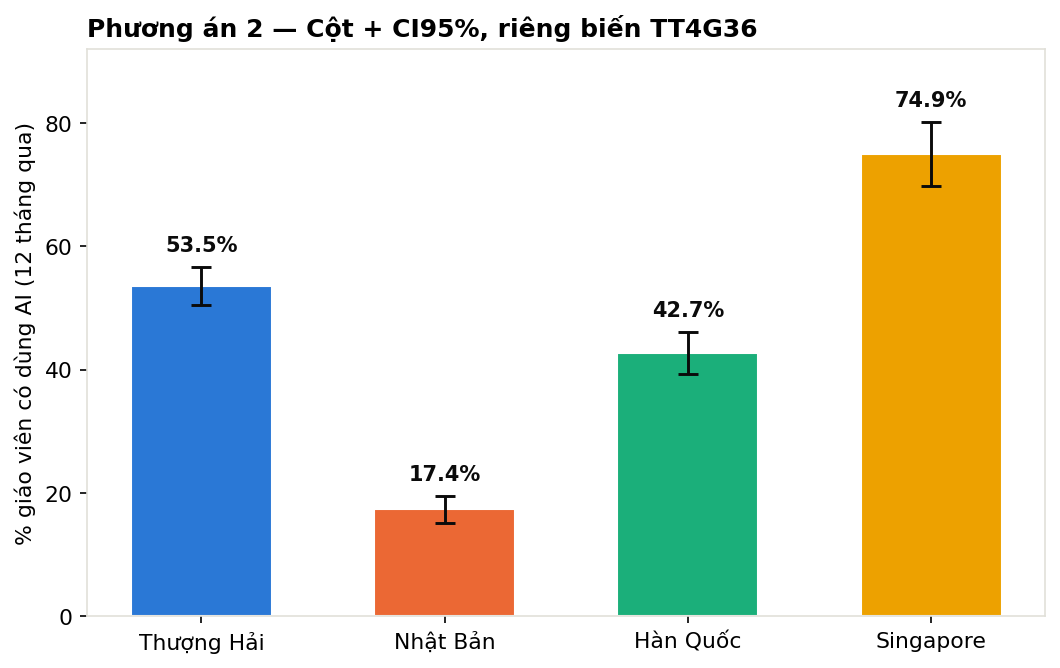 Phương án 2 — Cột + CI95%, riêng biến TT4G36
% giáo viên có dùng AI (12 tháng qua)
80
60
40
20
0
53.5%
17.4%
42.7%
74.9%
Thượng Hải
Nhật Bản
Hàn Quốc
Singapore